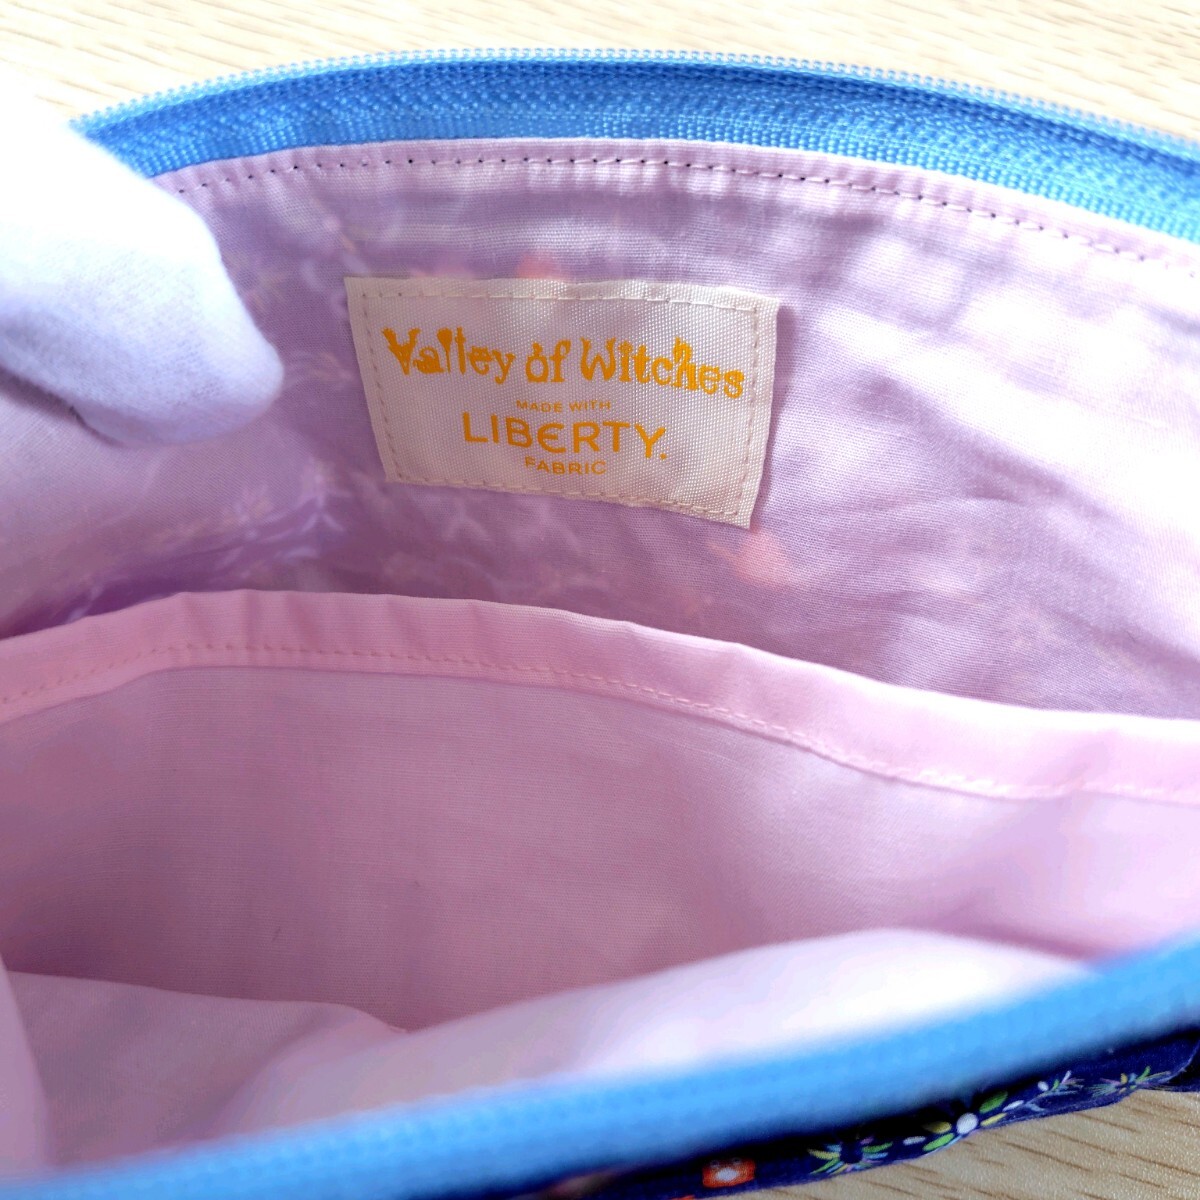 Valley of Witches
MADE WITH
LIBERTY.
FABRIC